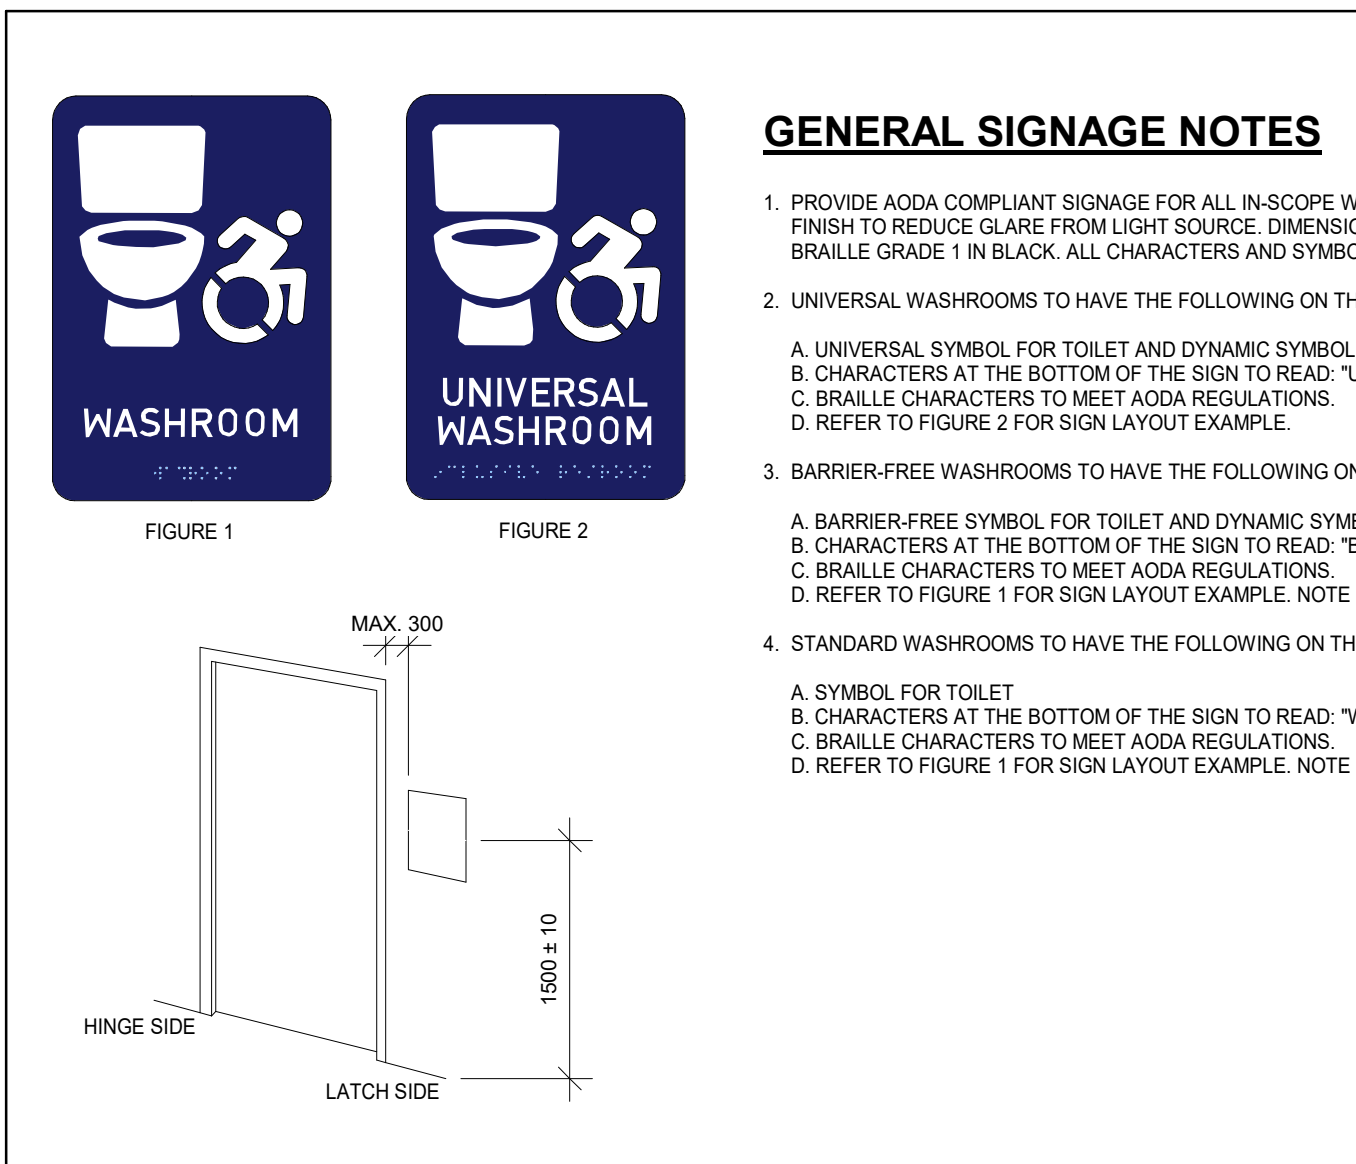 WASHROOM
FIGURE 1
UNIVERSAL
WASHROOM
FIGURE 2
GENERAL SIGNAGE NOTES
1. PROVIDE AODA COMPLIANT SIGNAGE FOR ALL IN-SCOPE
FINISH TO REDUCE GLARE FROM LIGHT SOURCE.
BRAILLE GRADE 1 IN BLACK. ALL CHARACTERS AND
2. UNIVERSAL WASHROOMS TO HAVE THE FOLLOWING ON
A. UNIVERSAL SYMBOL FOR TOILET AND DYNAMIC SYMBOL
B. CHARACTERS AT THE BOTTOM OF THE SIGN TO READ:
C. BRAILLE CHARACTERS TO MEET AODA REGULATIONS.
D. REFER TO FIGURE 2 FOR SIGN LAYOUT EXAMPLE.
3. BARRIER-FREE WASHROOMS TO HAVE THE FOLLOWING ON
A. BARRIER-FREE SYMBOL FOR TOILET AND DYNAMIC
B. CHARACTERS AT THE BOTTOM OF THE SIGN TO READ:
C. BRAILLE CHARACTERS TO MEET AODA REGULATIONS.
D. REFER TO FIGURE 1 FOR SIGN LAYOUT EXAMPLE. NOTE
4. STANDARD WASHROOMS TO HAVE THE FOLLOWING ON
A. SYMBOL FOR TOILET
B. CHARACTERS AT THE BOTTOM OF THE SIGN TO READ:
C. BRAILLE CHARACTERS TO MEET AODA REGULATIONS.
D. REFER TO FIGURE 1 FOR SIGN LAYOUT EXAMPLE. NOTE
MAX. 300
1500 ± 10
HINGE SIDE
LATCH SIDE